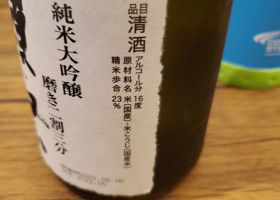 品目 清酒
アルコール分 16度
原材料名 米(国産)・米こうじ(国産米)
精米歩合 23%
純米大吟醸
磨き二割三分